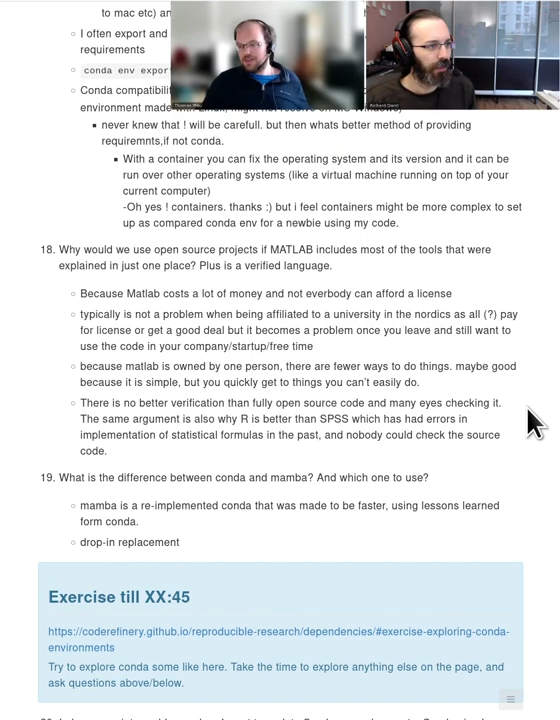 to mac etc) an
I often export and
requirements
conda env expor
Conda compatibili
environment made with Linux, might not resolve on MS Windows)
never knew that ! will be carefull. but then whats better method of providing
requiremnts,if not conda.
With a container you can fix the operating system and its version and it can be
run over other operating systems (like a virtual machine running on top of your
current computer)
-Oh yes ! containers. thanks :) but i feel containers might be more complex to set
up as compared conda env for a newbie using my code.
18. Why would we use open source projects if MATLAB includes most of the tools that were
explained in just one place? Plus is a verified language.
Because Matlab costs a lot of money and not everbody can afford a license
typically is not a problem when being affiliated to a university in the nordics as all (?) pay
for license or get a good deal but it becomes a problem once you leave and still want to
use the code in your company/startup/free time
because matlab is owned by one person, there are fewer ways to do things. maybe good
because it is simple, but you quickly get to things you can't easily do.
There is no better verification than fully open source code and many eyes checking it.
The same argument is also why R is better than SPSS which has had errors in
implementation of statistical formulas in the past, and nobody could check the source
code.
19. What is the difference between conda and mamba? And which one to use?
mamba is a re-implemented conda that was made to be faster, using lessons learned
form conda.
drop-in replacement
Exercise till XX:45
https://coderefinery.github.io/reproducible-research/dependencies/#exercise-exploring-conda-
environments
Try to explore conda some like here. Take the time to explore anything else on the page, and
ask questions above/below.